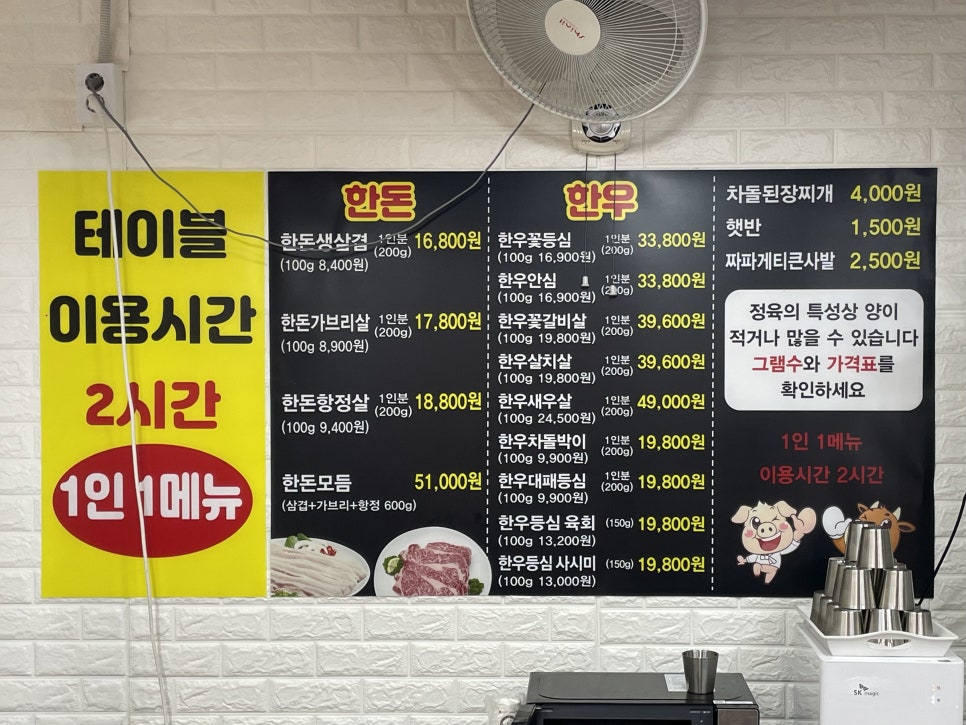 테이블
이용시간
2시간
1인 1메뉴
한돈
한돈생삼겹 1인분 (200g) 16,800원
(100g 8,400원)
한돈가브리살 1인분 (200g) 17,800원
(100g 8,900원)
한돈항정살 1인분 (200g) 18,800원
(100g 9,400원)
한돈모듬 51,000원
(삼겹+가브리+항정 600g)
한우
한우꽃등심 1인분 (200g) 33,800원
(100g 16,900원)
한우안심 1인분 (200g) 33,800원
(100g 16,900원)
한우꽃갈비살 1인분 (200g) 39,600원
(100g 19,800원)
한우살치살 1인분 (200g) 39,600원
(100g 19,800원)
한우새우살 1인분 (200g) 49,000원
(100g 24,500원)
한우차돌박이 1인분 (200g) 19,800원
(100g 9,900원)
한우대패등심 1인분 (200g) 19,800원
(100g 9,900원)
한우등심 육회 (150g) 19,800원
(100g 13,200원)
한우등심 사시미 (150g) 19,800원
(100g 13,000원)
차돌된장찌개 4,000원
햇반 1,500원
짜파게티큰사발 2,500원
정육의 특성상 양이
적거나 많을 수 있습니다
그램수와 가격표를
확인하세요
1인 1메뉴
이용시간 2시간
SK magic